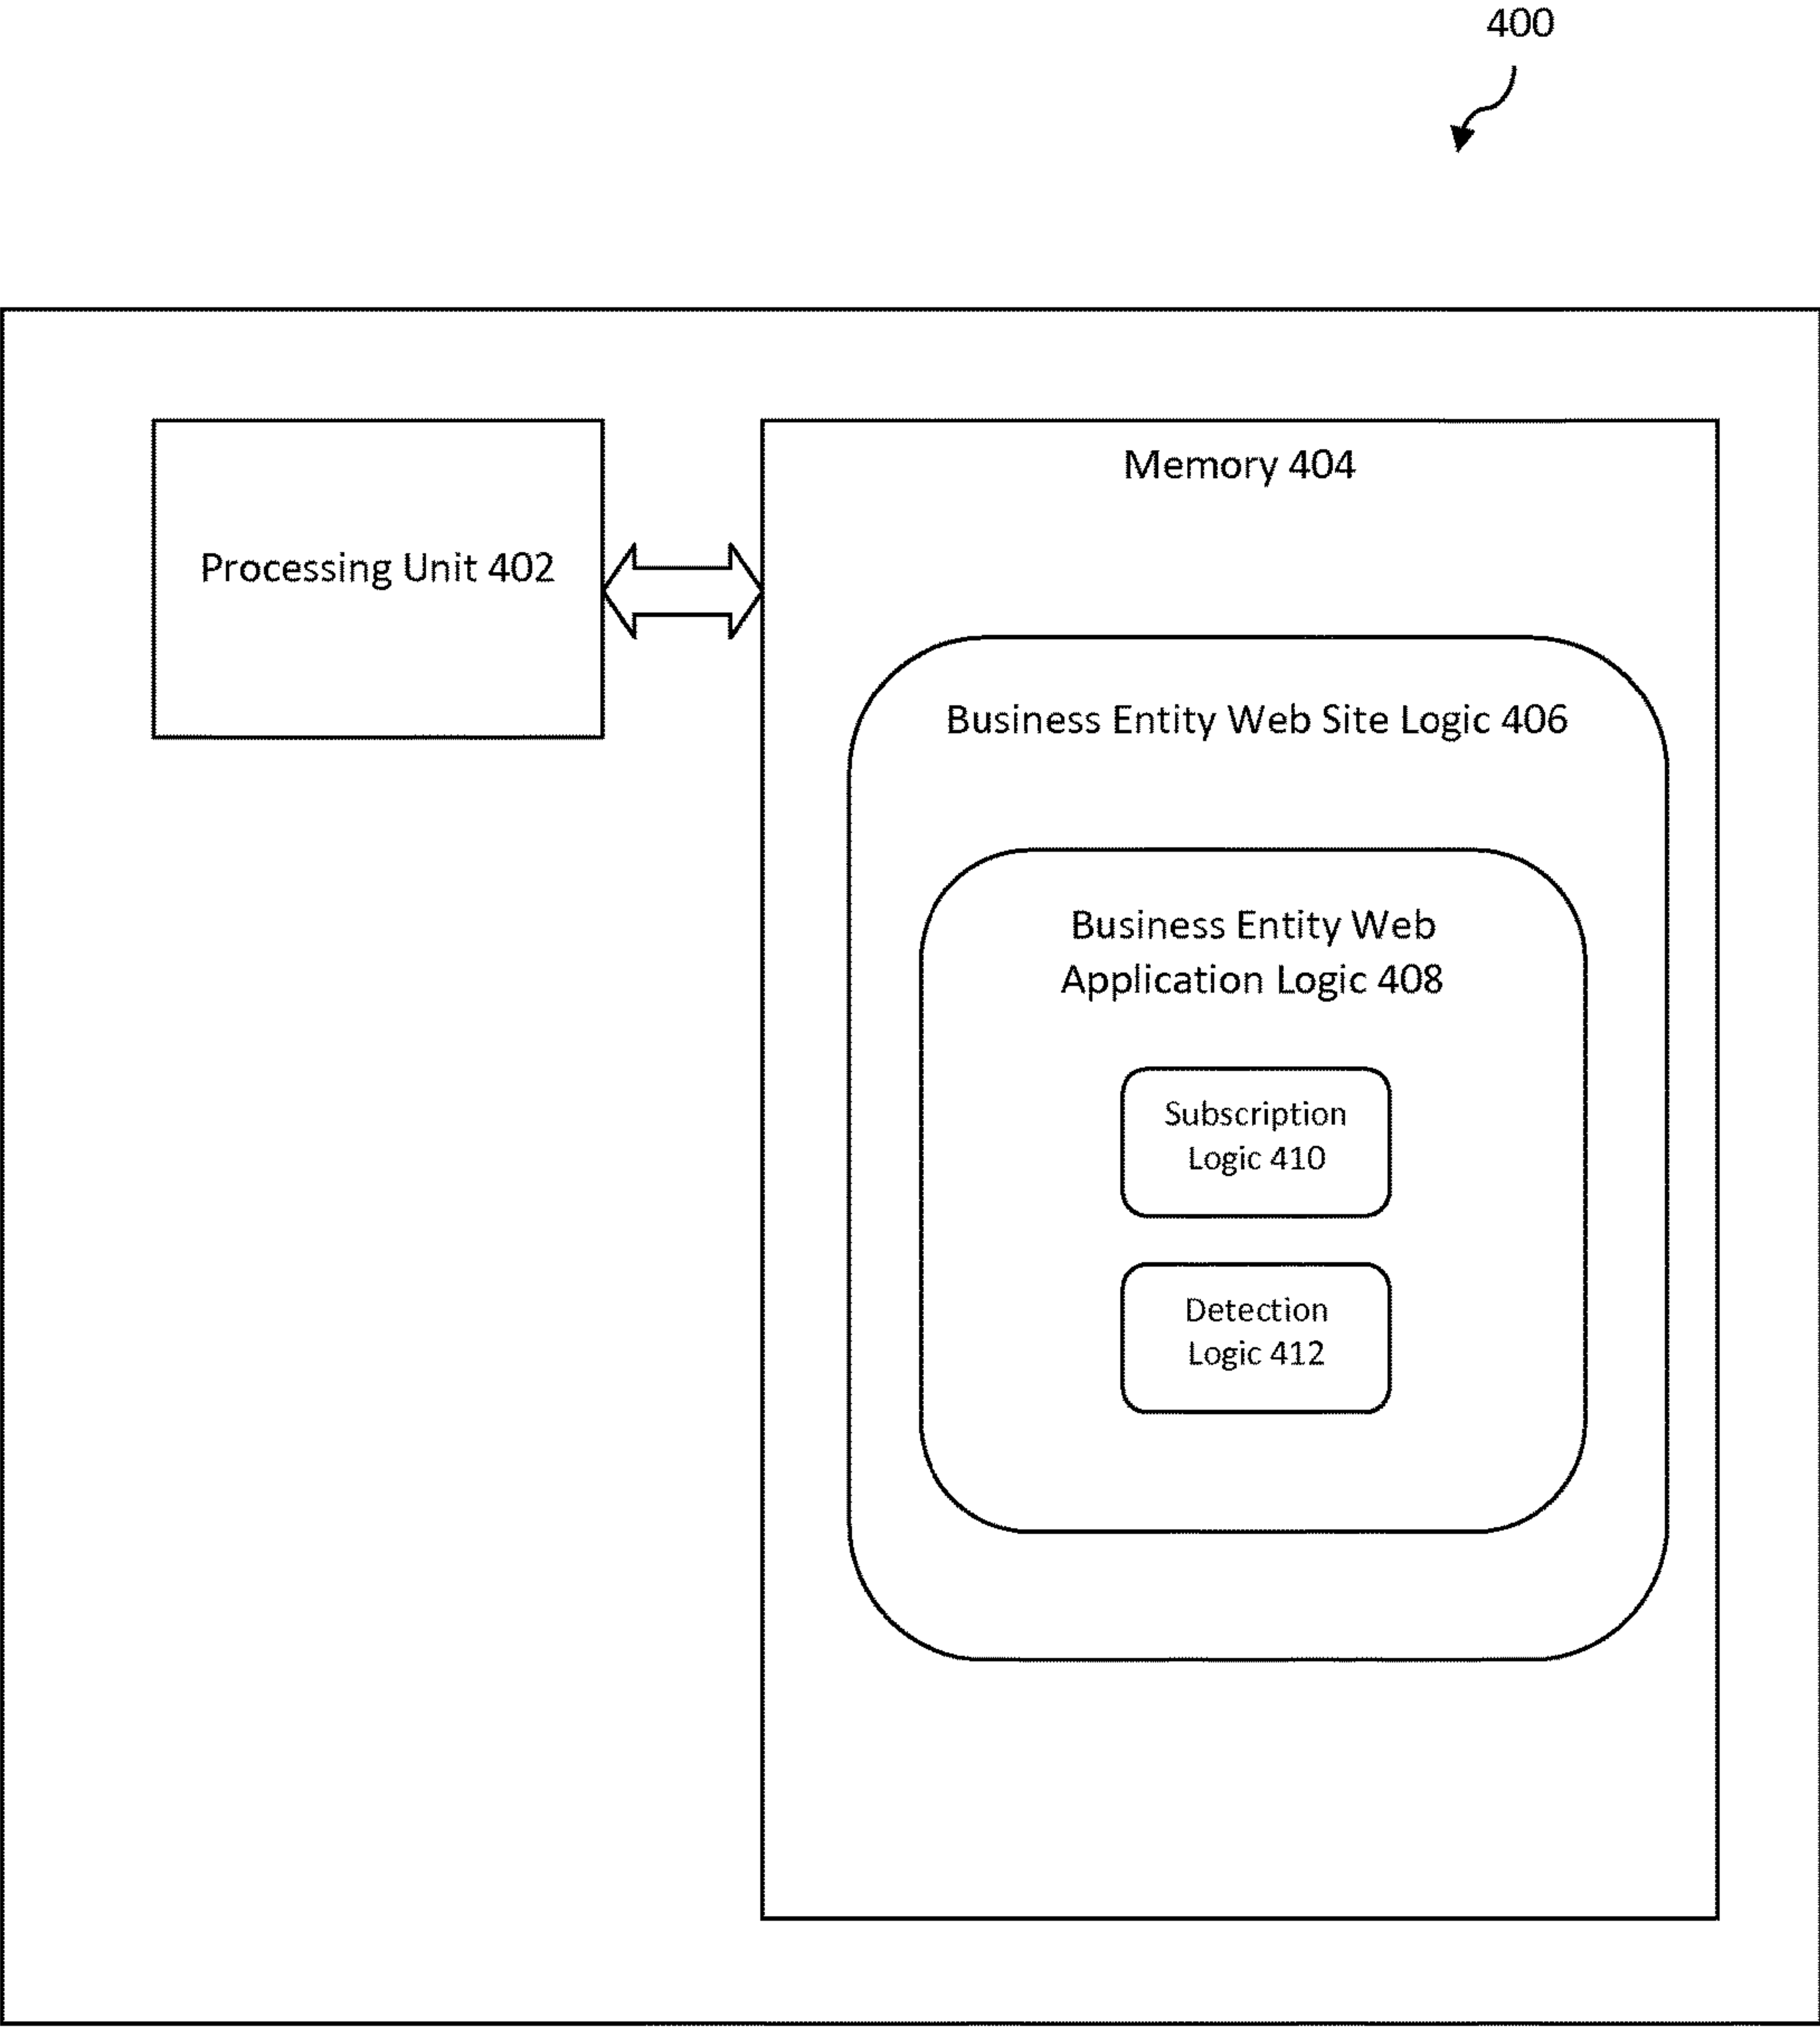 400
Memory 404
Processing Unit 402
Business Entity Web Site Logic 406
Business Entity Web
Application Logic 408
Subscription
Logic 410
Detection
Logic 412